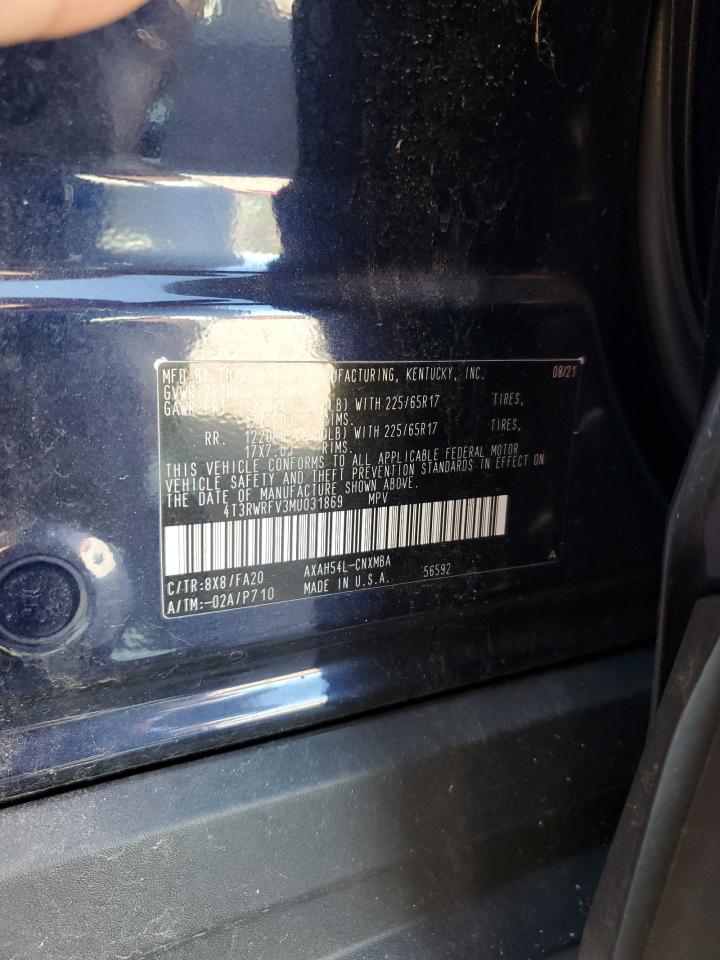 MFD BY: TOYOTA MANUFACTURING, KENTUCKY, INC. 08/21
GVWR:
GAWR FRT LB) WITH 225/65R17 TIRES,
RIMS.
RR. LB) WITH 225/65R17 TIRES,
17X7 RIMS.
THIS VEHICLE CONFORMS TO ALL APPLICABLE FEDERAL MOTOR
VEHICLE SAFETY AND THEFT PREVENTION STANDARDS IN EFFECT ON
THE DATE OF MANUFACTURE SHOWN ABOVE.
4T3RWRFV3MU031869 MPV
C/TR:8X8/FA20 AXAH54L-CNXMBA 56592 A
A/TM:-02A/P710 MADE IN U.S.A.